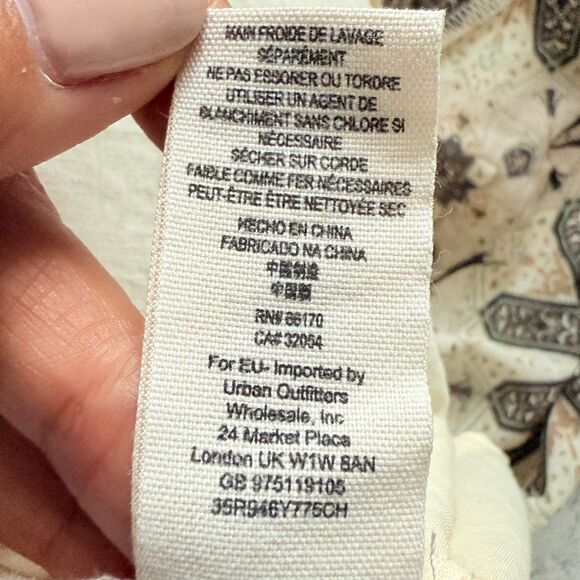 MAIN FROIDE DE LAVAGE
SÉPARÉMENT
NE PAS ESSORER OU TORDRE
UTILISER UN AGENT DE
BLANCHIMENT SANS CHLORE SI
NÉCESSAIRE
SÉCHER SUR CORDE
FAIBLE COMME FER NÉCESSAIRES
PEUT-ÊTRE ÊTRE NETTOYÉE SEC
HECHO EN CHINA
FABRICADO NA CHINA
中國制造
中國製
RN# 66170
CA# 32054
For EU- Imported by
Urban Outfitters
Wholesale, Inc
24 Market Place
London UK W1W 8AN
GB 975119105
35R946Y775CH